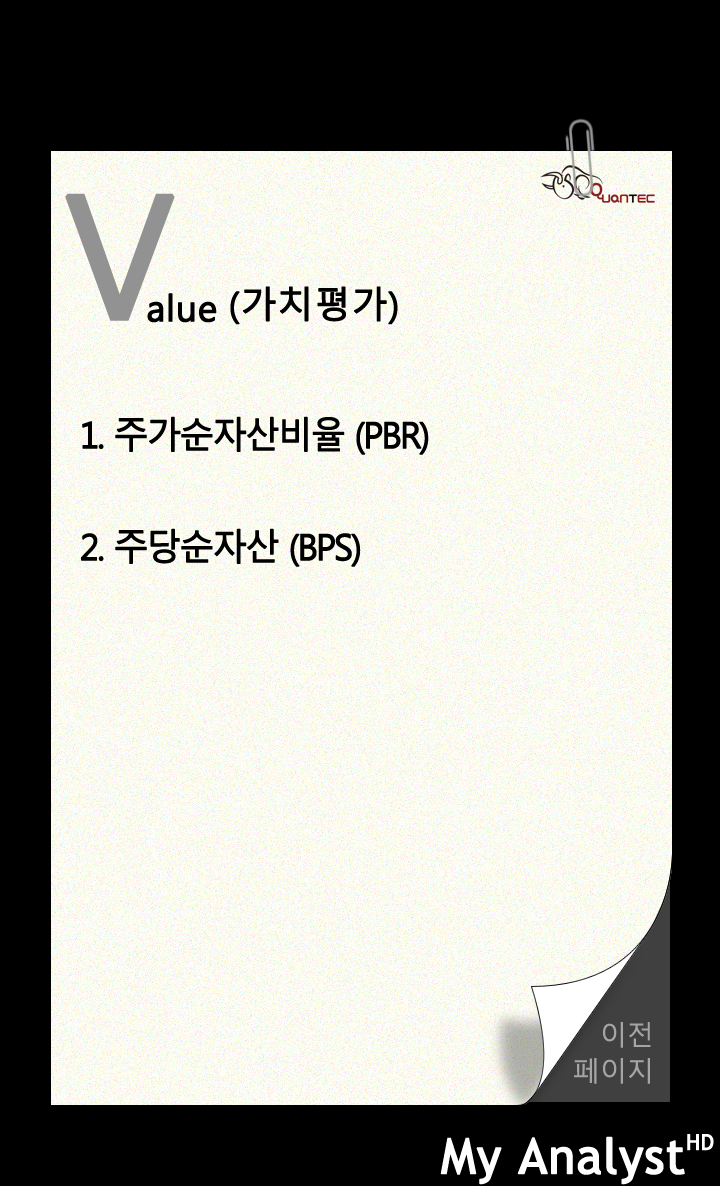 QUANTEC
Value (가치평가)
1. 주가순자산비율 (PBR)
2. 주당순자산 (BPS)
이전
페이지
My Analyst HD